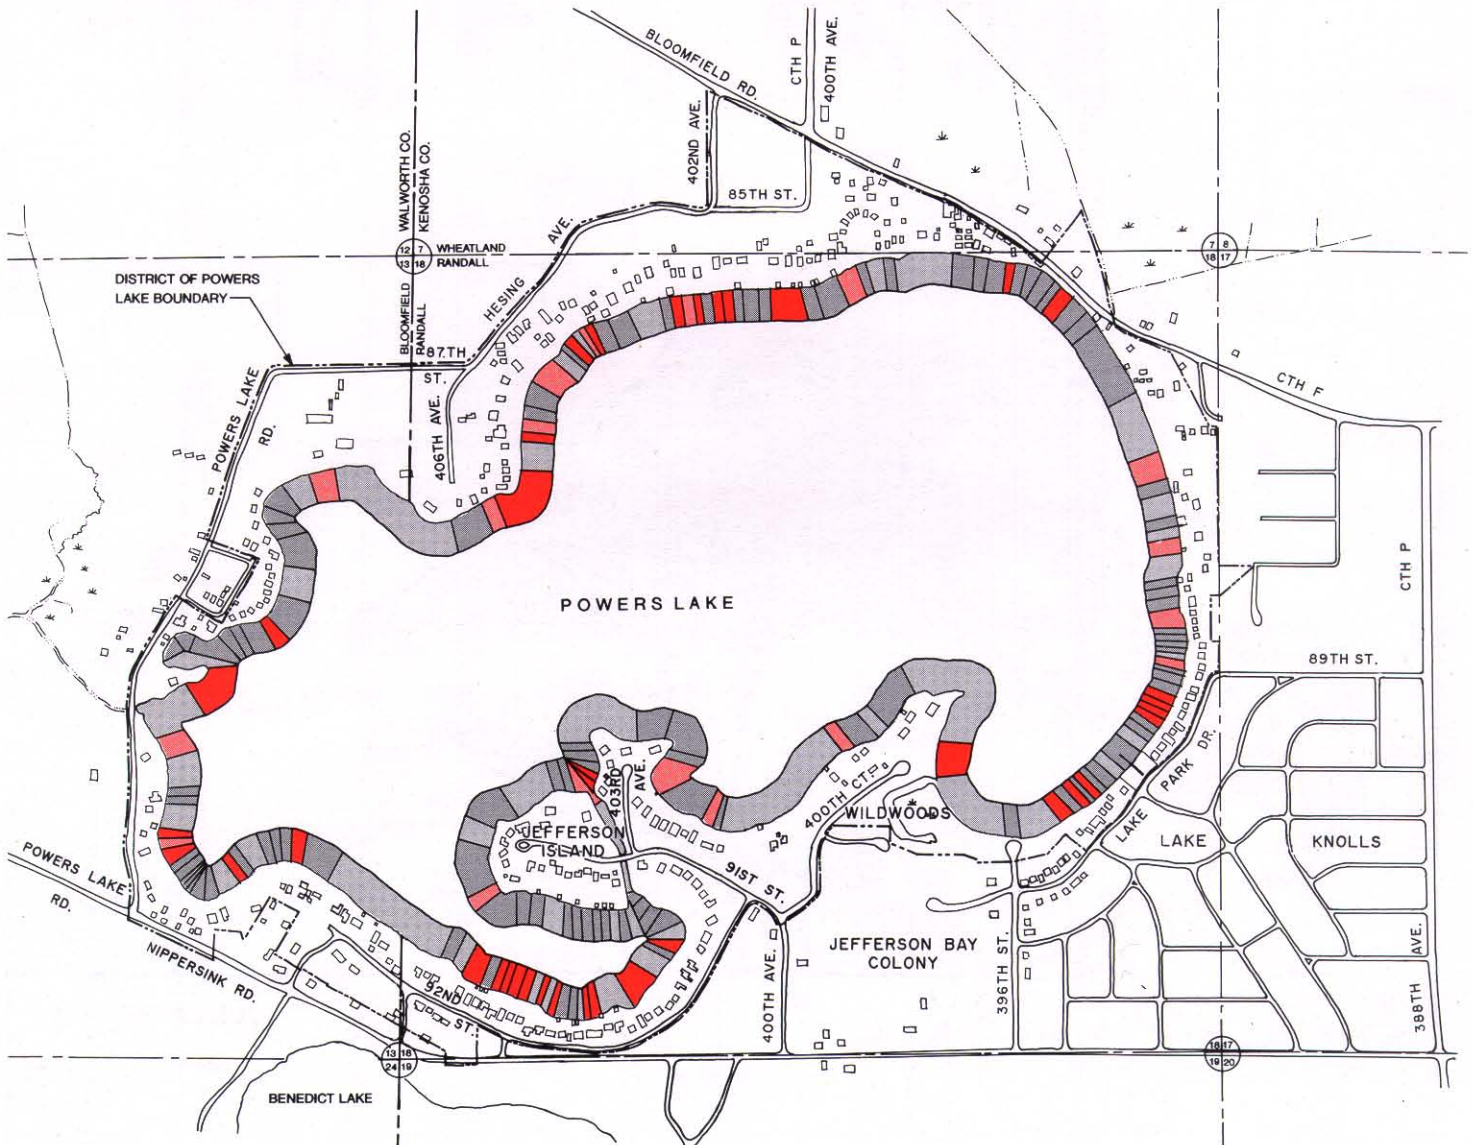 BLOOMFIELD RD.
CTH P
400TH AVE.
402ND AVE.
85TH ST.
WALWORTH CO.
KENOSHA CO.
12 7
13 18
WHEATLAND
RANDALL
7 8
18 17
HESING AVE.
DISTRICT OF POWERS
LAKE BOUNDARY
BLOOMFIELD
RANDALL
87TH
ST.
406TH AVE.
POWERS LAKE
RD.
CTH F
CTH P
POWERS LAKE
89TH ST.
PARK DR.
LAKE
403RD
AVE.
400TH CT.
WILDWOODS
JEFFERSON
ISLAND
LAKE KNOLLS
91ST ST.
POWERS LAKE
RD.
NIPPERSINK RD.
92ND
ST.
400TH AVE.
JEFFERSON BAY
COLONY
396TH ST.
388TH AVE.
13 18
24 19
18 17
19 20
BENEDICT LAKE